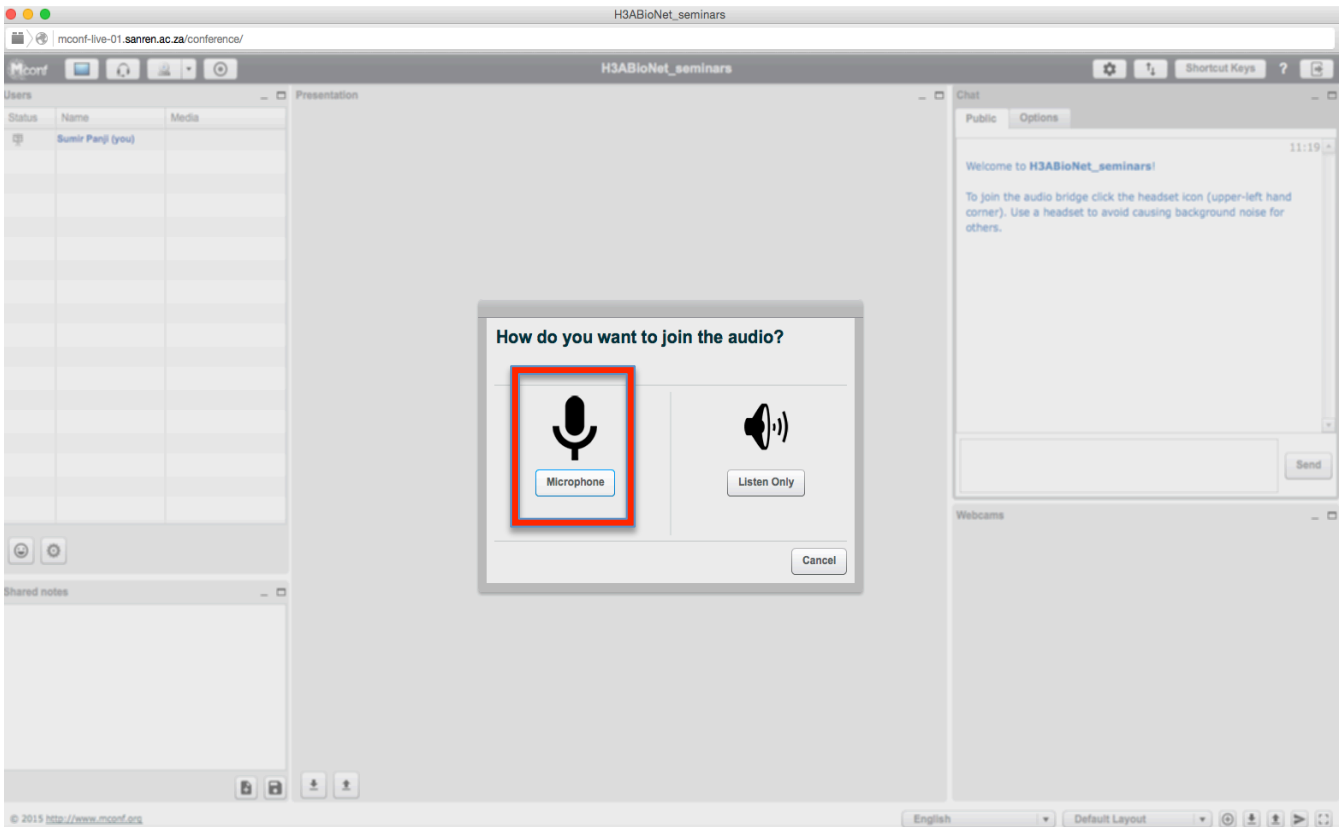 H3ABioNet_seminars
mconf-live-01.sanren.ac.za/conference/
Mconf
H3ABioNet_seminars
Shortcut Keys
?
Users
Status Name Media
Sumir Panji (you)
Presentation
Chat
Public Options
11:19
Welcome to H3ABioNet_seminars!
To join the audio bridge click the headset icon (upper-left hand
corner). Use a headset to avoid causing background noise for
others.
Send
How do you want to join the audio?
Microphone
Listen Only
Cancel
Webcams
Shared notes
© 2015 http://www.mconf.org
English
Default Layout